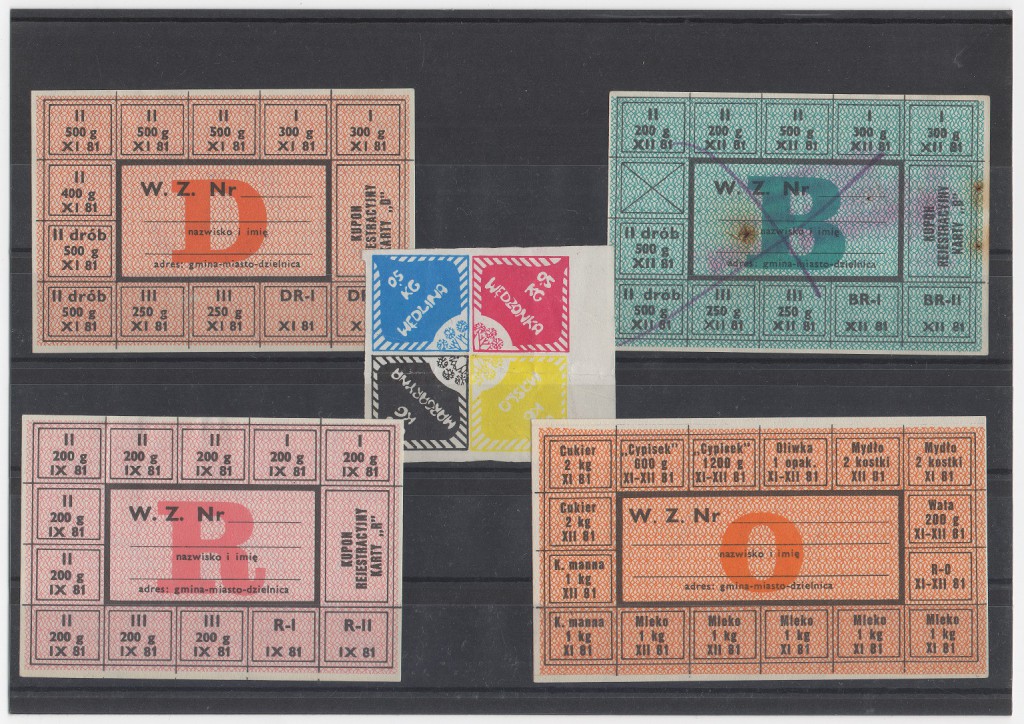 II
500 g
XI 81
II
500 g
XI 81
II
500 g
XI 81
I
300 g
XI 81
I
300 g
XI 81
II
400 g
XI 81
II drób
500 g
XI 81
W. Z. Nr
D
nazwisko i imię
adres: gmina-miasto-dzielnica
KUPON
REJESTRACYJNY
KARTY „D"
II drób
500 g
XI 81
III
250 g
XI 81
III
250 g
XI 81
DR-I
XI 81
XI 81
II
200 g
XII 81
II
200 g
XII 81
II
500 g
XII 81
I
300 g
XII 81
I
300 g
XII 81
II drób
500 g
XII 81
W. Z. Nr
B
nazwisko i imię
adres: gmina-miasto-dzielnica
KUPON
REJESTRACYJNY
KARTY „B"
II drób
500 g
XII 81
III
250 g
XII 81
III
250 g
XII 81
BR-I
XII 81
BR-II
XII 81
05
KG
WĘDLINA
KG
WĘDZONKA
KG
MARGARYNA
II
200 g
IX 81
II
200 g
IX 81
II
200 g
IX 81
I
200 g
IX 81
I
200 g
IX 81
II
200 g
IX 81
II
200 g
IX 81
W. Z. Nr
R
nazwisko i imię
adres: gmina-miasto-dzielnica
KUPON
REJESTRACYJNY
KARTY „R"
II
200 g
IX 81
III
200 g
IX 81
III
200 g
IX 81
R-I
IX 81
R-II
IX 81
Cukier
2 kg
XI 81
„Cypisek"
600 g
XI-XII 81
„Cypisek"
1200 g
XI-XII 81
Oliwka
1 opak.
XI-XII 81
Mydło
2 kostki
XII 81
Mydło
2 kostki
XI 81
Cukier
2 kg
XII 81
K. manna
1 kg
XII 81
W. Z. Nr
O
nazwisko i imię
adres: gmina-miasto-dzielnica
Wata
200 g
XI-XII 81
R-O
XI-XII 81
K. manna
1 kg
XI 81
Mleko
1 kg
XII 81
Mleko
1 kg
XII 81
Mleko
1 kg
XI 81
Mleko
1 kg
XI 81
Mleko
1 kg
XI 81